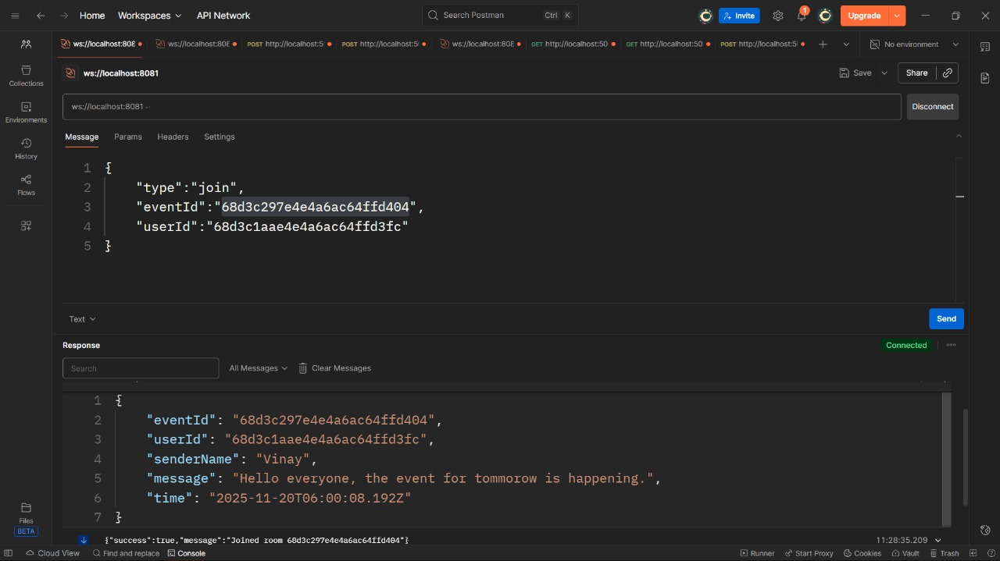 Home Workspaces API Network Search Postman Ctrl K 1 Invite Upgrade
ws://localhost:808 ws://localhost:808 POST http://localhost:5 POST http://localhost:5 ws://localhost:808 GET http://localhost:50 GET http://localhost:50 POST http://localhost:5 No environment
ws://localhost:8081 Save Share
Collections
ws://localhost:8081 Disconnect
Environments
Message Params Headers Settings
History
Flows
1 {
2 "type":"join",
3 "eventId":"68d3c297e4e4a6ac64ffd404",
4 "userId":"68d3c1aae4e4a6ac64ffd3fc"
5 }
Text Send
Response Connected
Search All Messages Clear Messages
1 {
2 "eventId": "68d3c297e4e4a6ac64ffd404",
3 "userId": "68d3c1aae4e4a6ac64ffd3fc",
4 "senderName": "Vinay",
5 "message": "Hello everyone, the event for tommorow is happening.",
6 "time": "2025-11-20T06:00:08.192Z"
7 }
Files
BETA
{"success":true,"message":"Joined room 68d3c297e4e4a6ac64ffd404"} 11:28:35.209
Cloud View Find and replace Console Runner Start Proxy Cookies Vault Trash